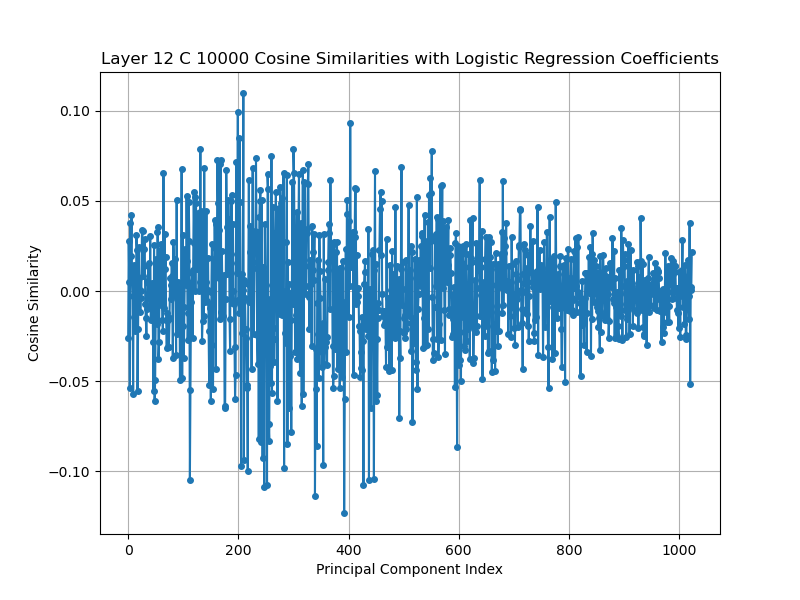 Layer 12 C 10000 Cosine Similarities with Logistic Regression Coefficients
0.10
0.05
0.00
−0.05
−0.10
Cosine Similarity
0 200 400 600 800 1000
Principal Component Index